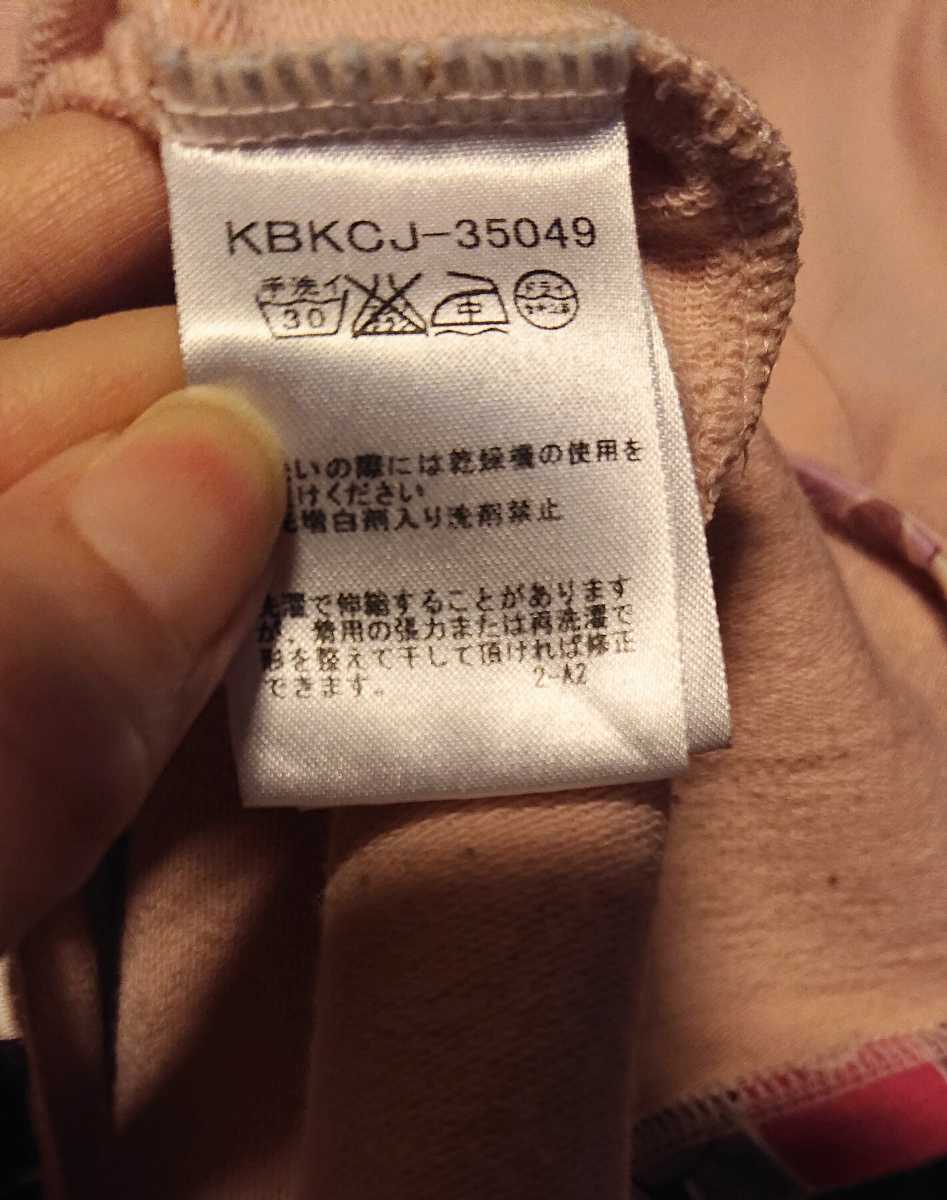 KBKCJ-35049
手洗イ 30 中 ドライ
いの際には乾燥機の使用を
けください
増白剤入り洗剤禁止
洗濯で伸縮することがあります
が、着用の張力または再洗濯で
形を整えて干して頂ければ修正
できます。 2-A2